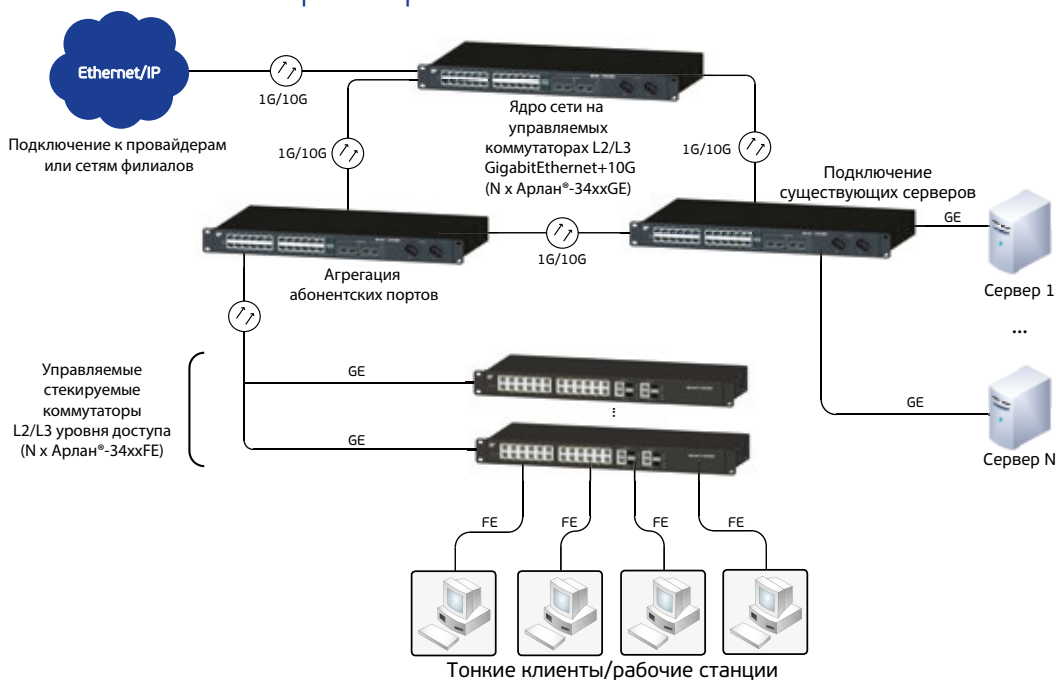 Ethernet/IP
1G/10G
Подключение к провайдерам
или сетям филиалов
Ядро сети на
управляемых
коммутаторах L2/L3
GigabitEthernet+10G
(N x Арлан®-34xxGE)
1G/10G
1G/10G
Подключение
существующих серверов
GE
1G/10G
Агрегация
абонентских портов
Сервер 1
...
Управляемые
стекируемые
коммутаторы
L2/L3 уровня доступа
(N x Арлан®-34xxFE)
GE
GE
...
GE
Сервер N
FE
FE
FE
FE
Тонкие клиенты/рабочие станции